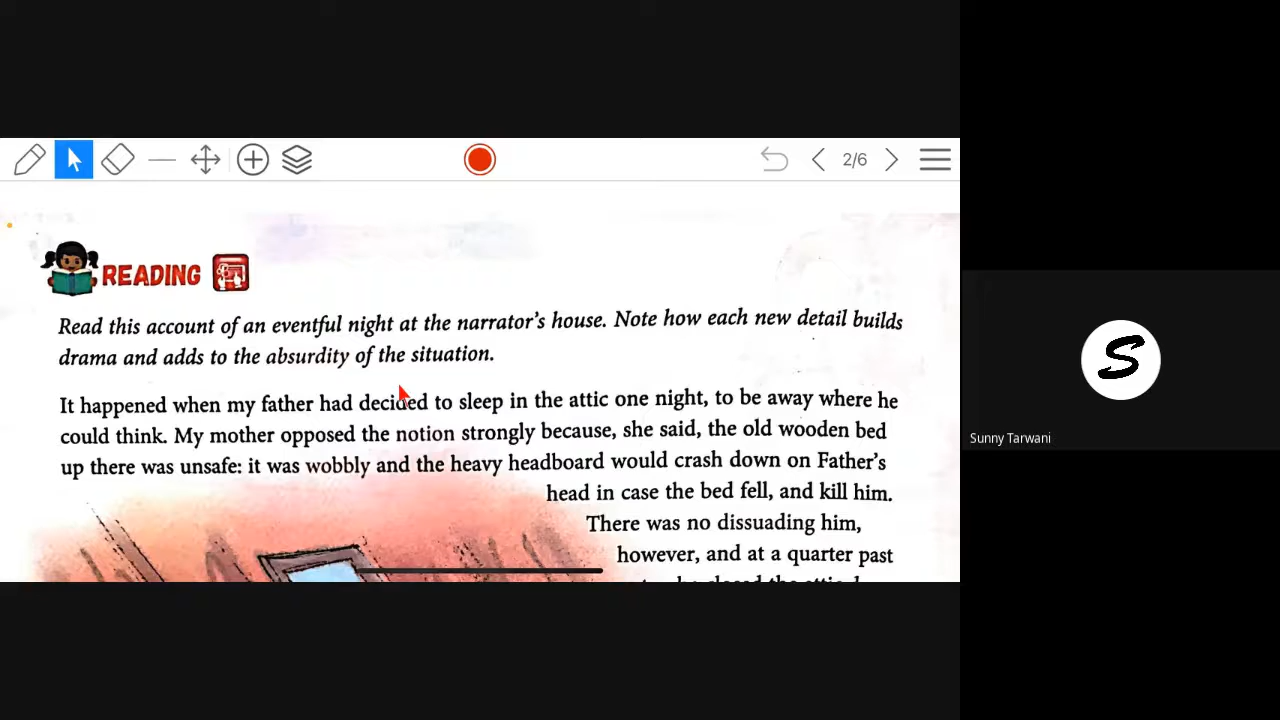 2/6
READING
Read this account of an eventful night at the narrator's house. Note how each new detail builds
drama and adds to the absurdity of the situation.
It happened when my father had decided to sleep in the attic one night, to be away where he
could think. My mother opposed the notion strongly because, she said, the old wooden bed
up there was unsafe: it was wobbly and the heavy headboard would crash down on Father's
head in case the bed fell, and kill him.
There was no dissuading him,
however, and at a quarter past
S
Sunny Tarwani